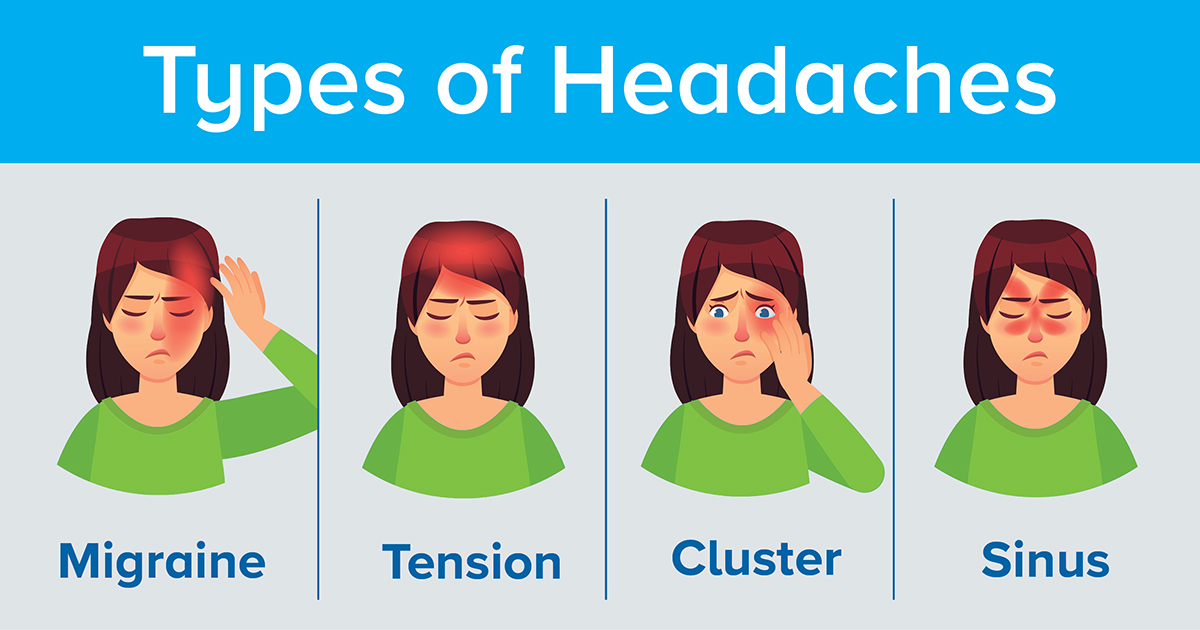 Types of Headaches
Migraine
Tension
Cluster
Sinus